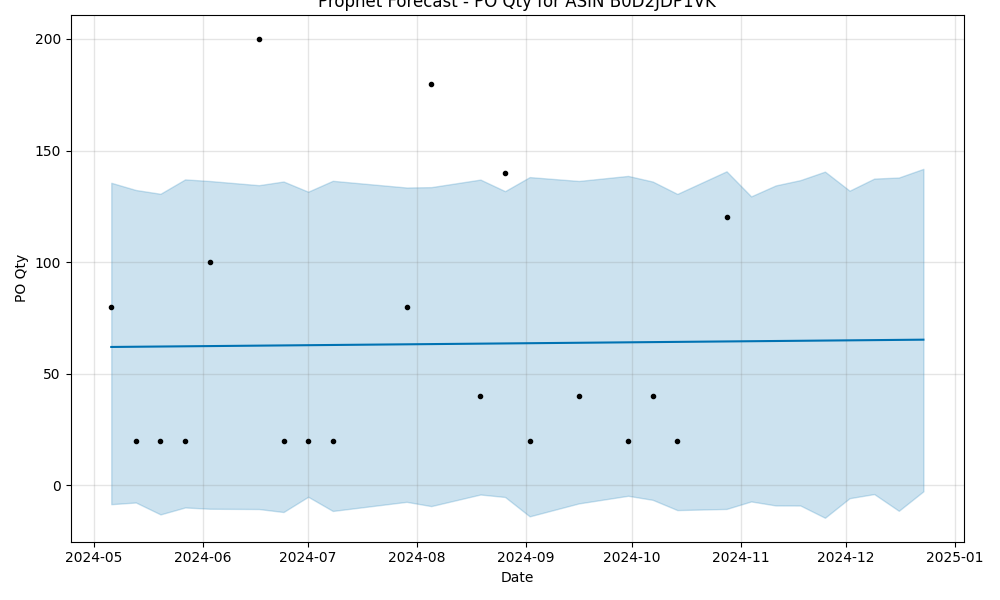 Prophet Forecast - PO Qty for ASIN B0D2JDP1VK
200
150
100
50
0
PO Qty
2024-05 2024-06 2024-07 2024-08 2024-09 2024-10 2024-11 2024-12 2025-01
Date